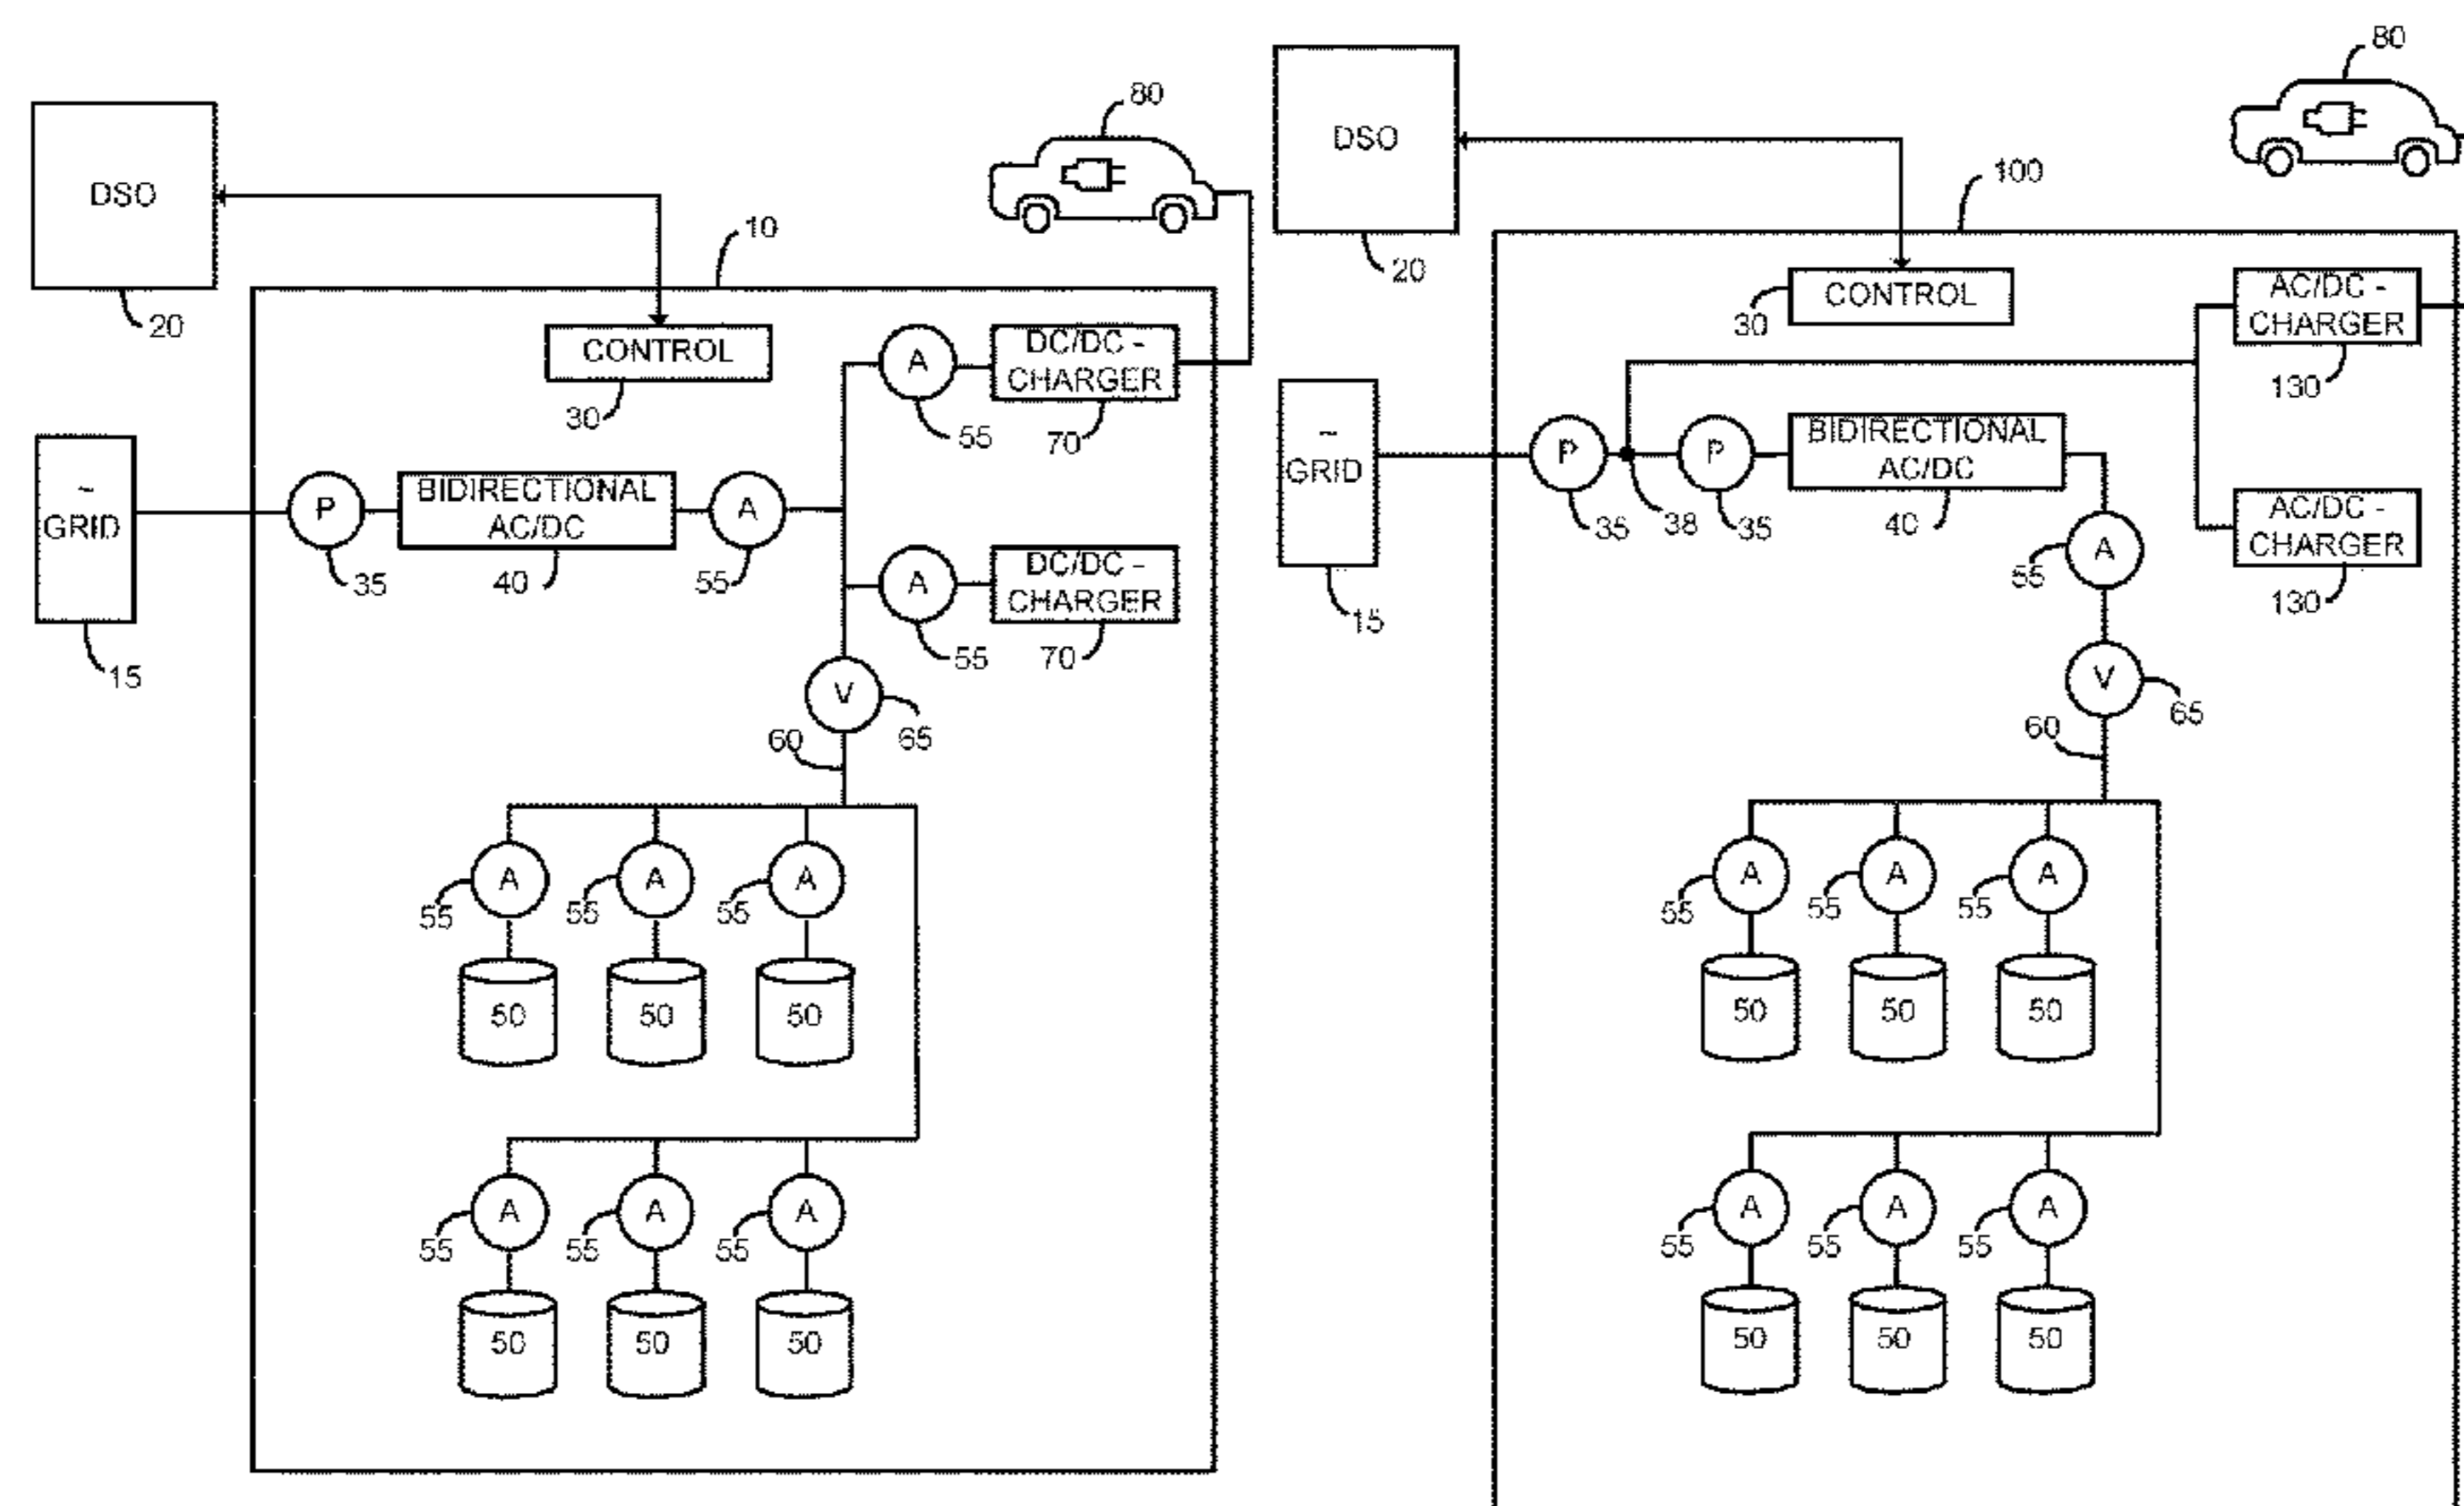 80
DSO
20
10
CONTROL
30
A
55
DC/DC -
CHARGER
70
~
GRID
15
P
35
BIDIRECTIONAL
AC/DC
40
A
55
A
55
DC/DC -
CHARGER
70
V
65
60
A A A
55 55 55
50 50 50
A A A
55 55 55
50 50 50
80
DSO
20
100
CONTROL
30
AC/DC -
CHARGER
130
~
GRID
15
P
35
38
P
35
BIDIRECTIONAL
AC/DC
40
AC/DC -
CHARGER
130
A
55
V
65
60
A A A
55 55 55
50 50 50
A A A
55 55 55
50 50 50